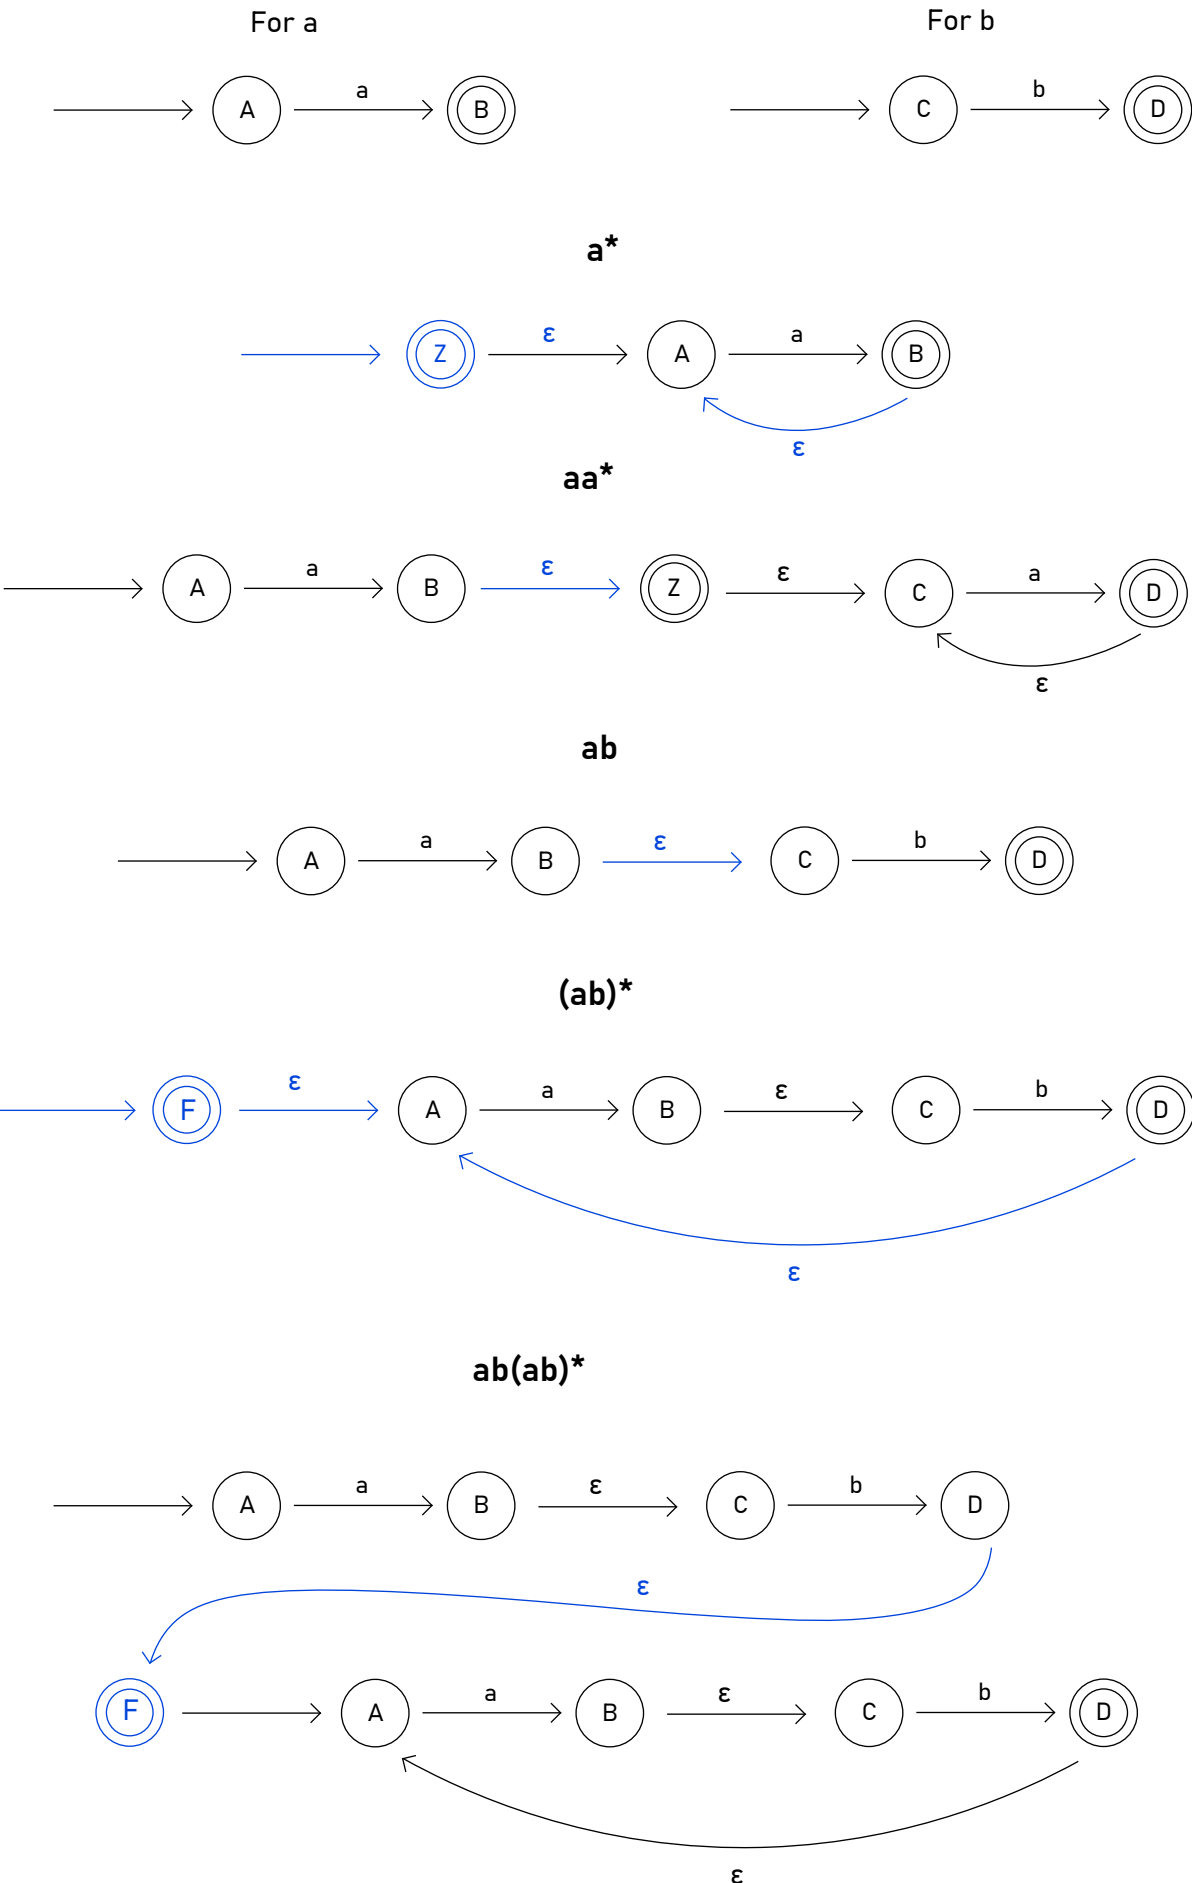 For a For b
a b
A B C D
a*
ε a
Z A B
ε
aa*
a ε ε a
A B Z C D
ε
ab
a ε b
A B C D
(ab)*
ε a ε b
F A B C D
ε
ab(ab)*
a ε b
A B C D
ε
a ε b
F A B C D
ε